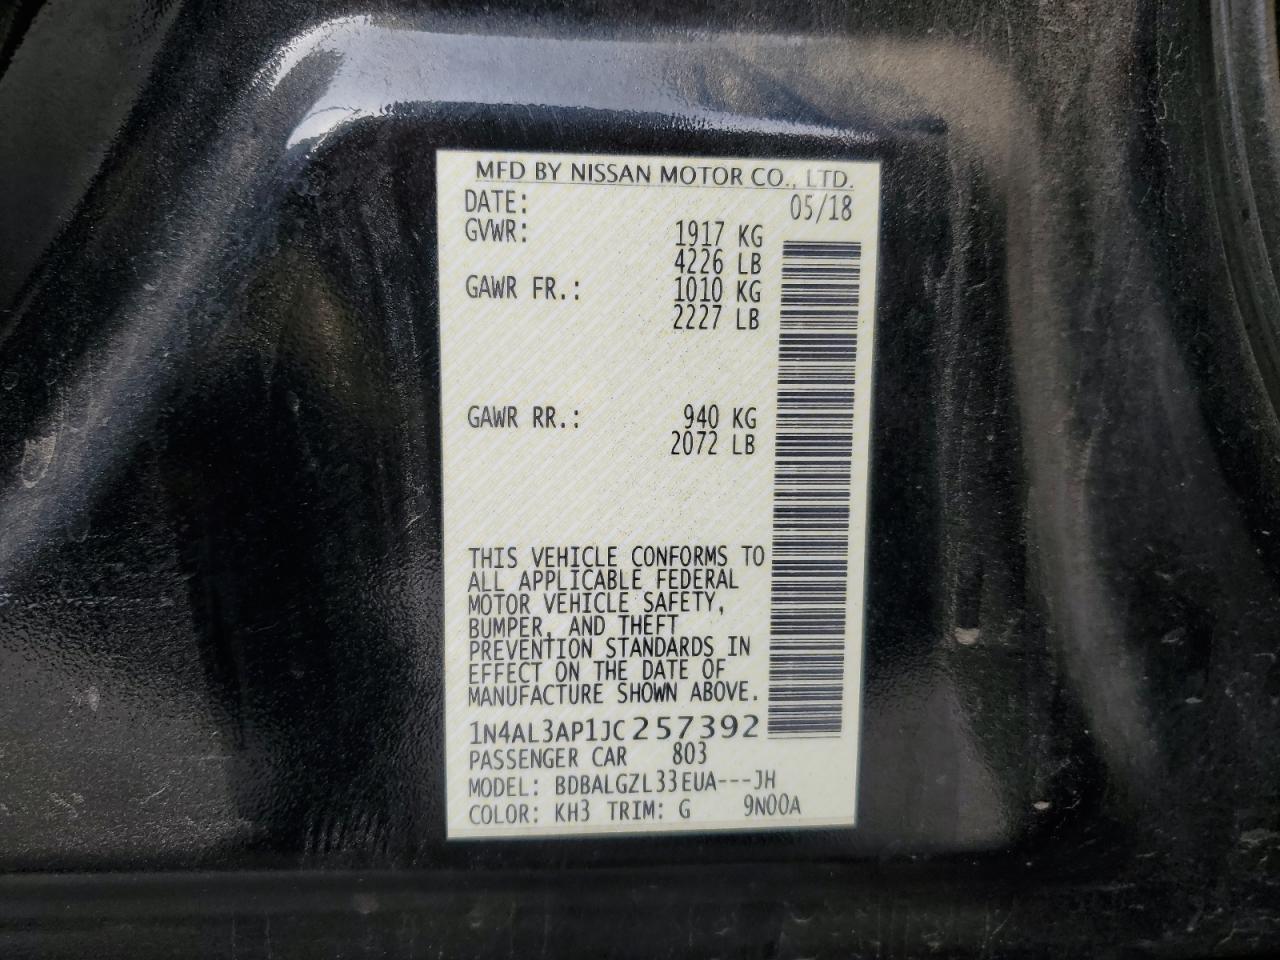 MFD BY NISSAN MOTOR CO., LTD.
DATE: 05/18
GVWR: 1917 KG
4226 LB
GAWR FR.: 1010 KG
2227 LB
GAWR RR.: 940 KG
2072 LB
THIS VEHICLE CONFORMS TO
ALL APPLICABLE FEDERAL
MOTOR VEHICLE SAFETY,
BUMPER, AND THEFT
PREVENTION STANDARDS IN
EFFECT ON THE DATE OF
MANUFACTURE SHOWN ABOVE.
1N4AL3AP1JC257392
PASSENGER CAR 803
MODEL: BDBALGZL33EUA---JH
COLOR: KH3 TRIM: G 9N00A